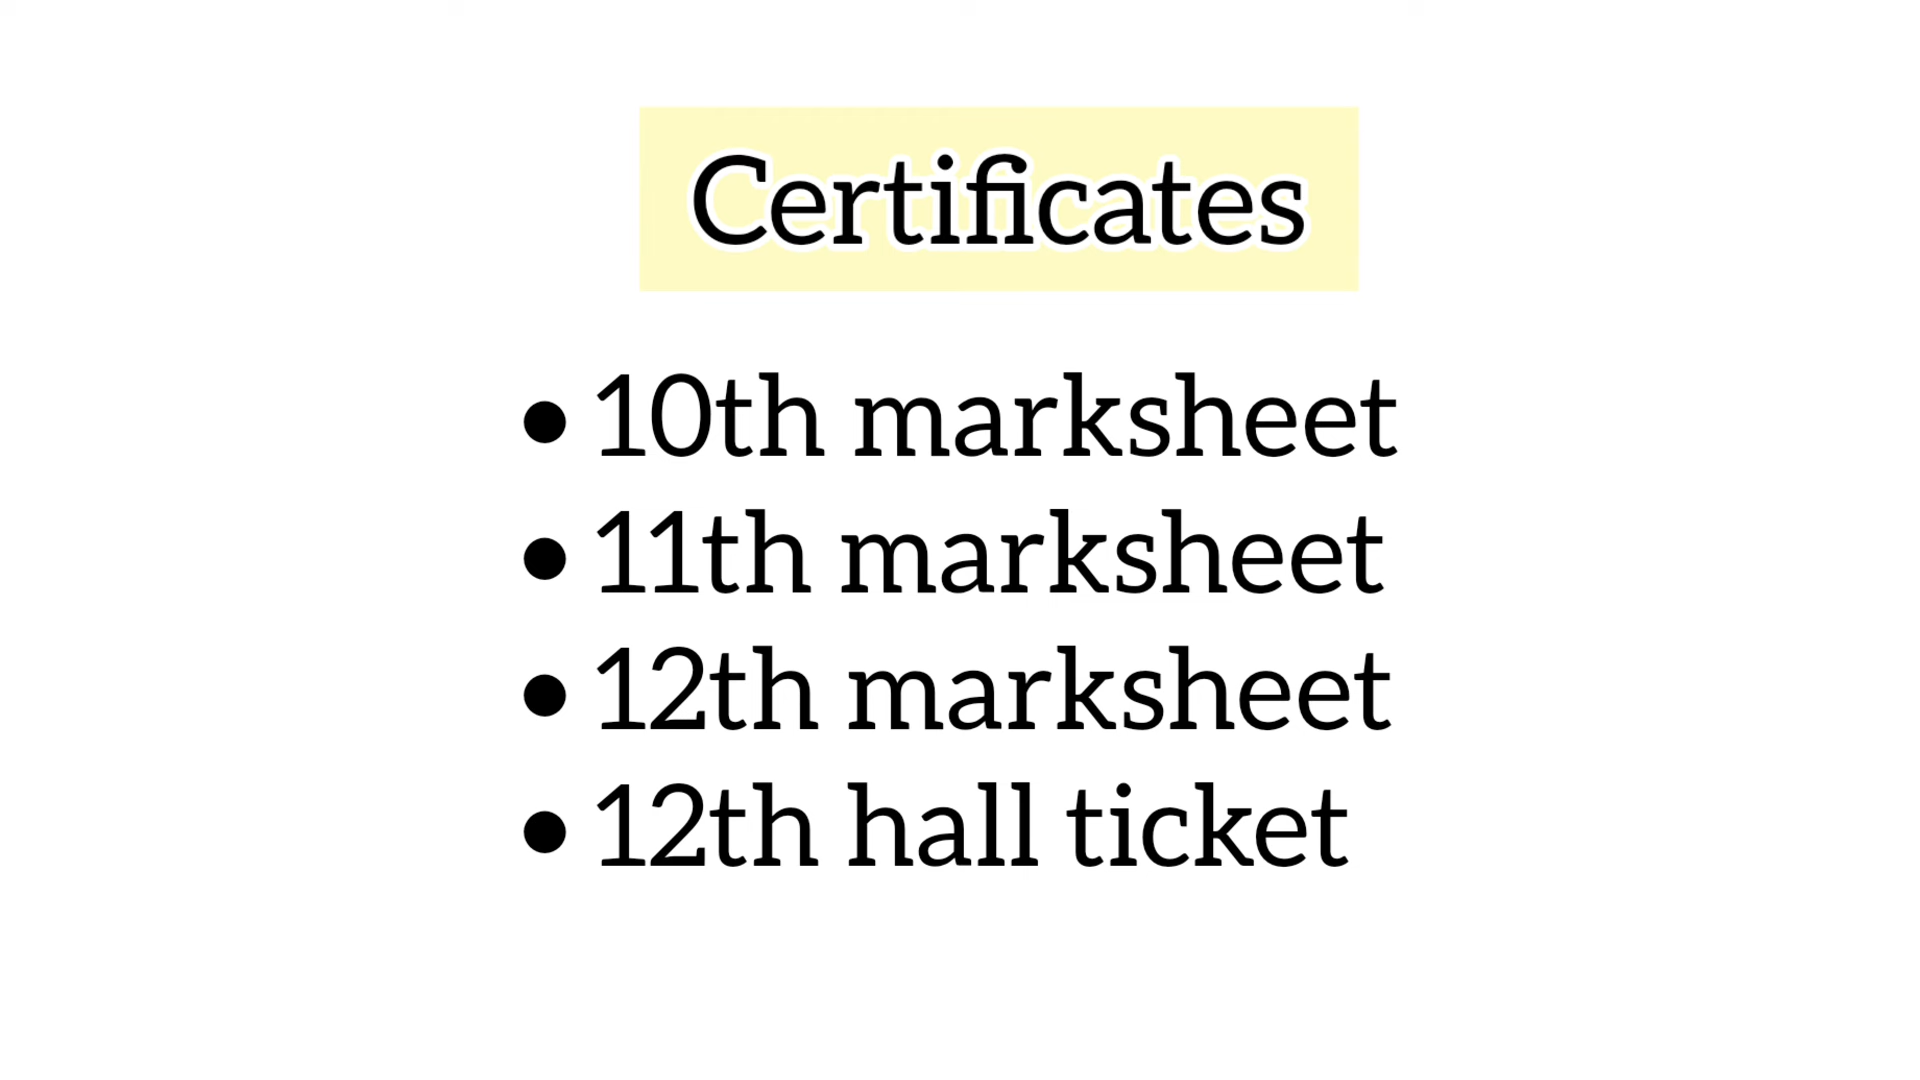 Certificates
• 10th marksheet
• 11th marksheet
• 12th marksheet
• 12th hall ticket